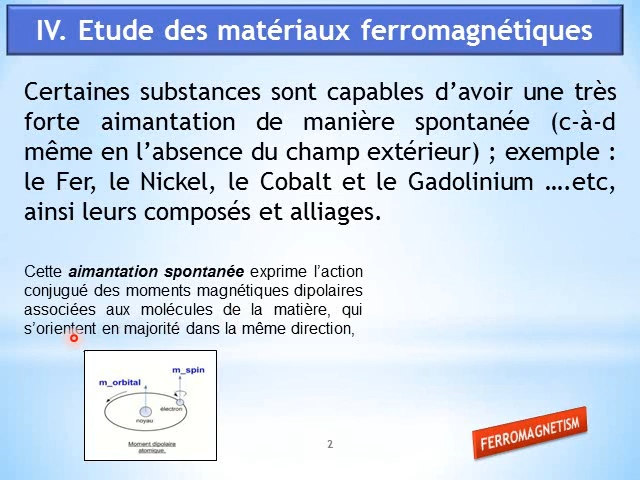 IV. Etude des matériaux ferromagnétiques
Certaines substances sont capables d’avoir une très
forte aimantation de manière spontanée (c-à-d
même en l’absence du champ extérieur) ; exemple :
le Fer, le Nickel, le Cobalt et le Gadolinium ….etc,
ainsi leurs composés et alliages.
Cette aimantation spontanée exprime l’action
conjugué des moments magnétiques dipolaires
associées aux molécules de la matière, qui
s’orientent en majorité dans la même direction,
m_spin
m_orbital
électron
noyau
Moment dipolaire
atomique.
2
FERROMAGNETISM